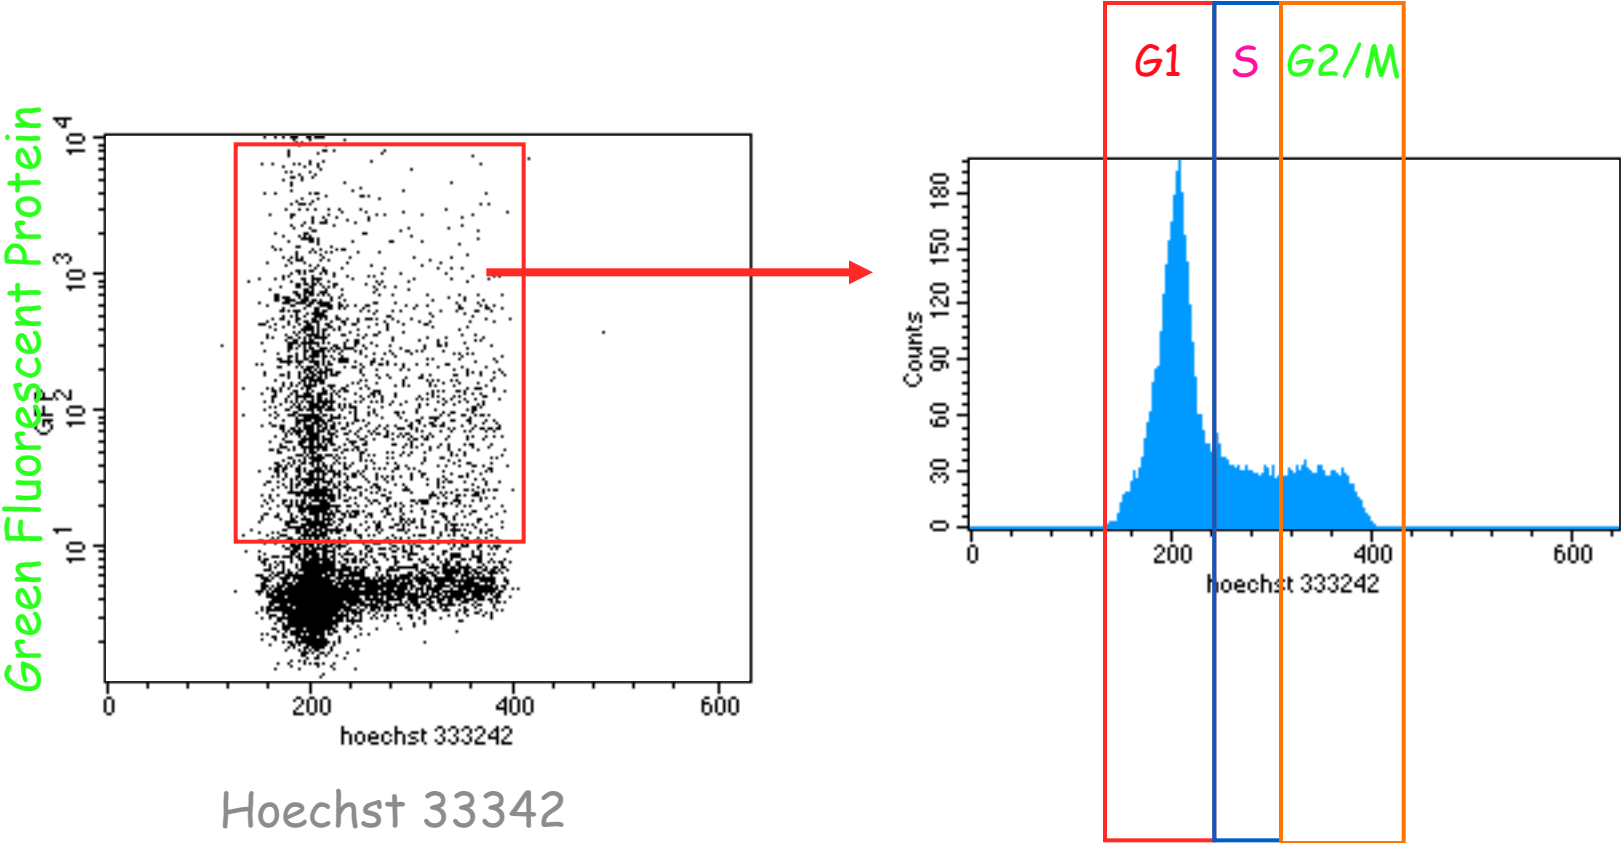 Green Fluorescent Protein
GFP
10 4
10 3
10 2
10 1
0 200 400 600
hoechst 333242
Hoechst 33342
G1 S G2/M
Counts
180
150
120
90
60
30
0
0 200 400 600
hoechst 333242